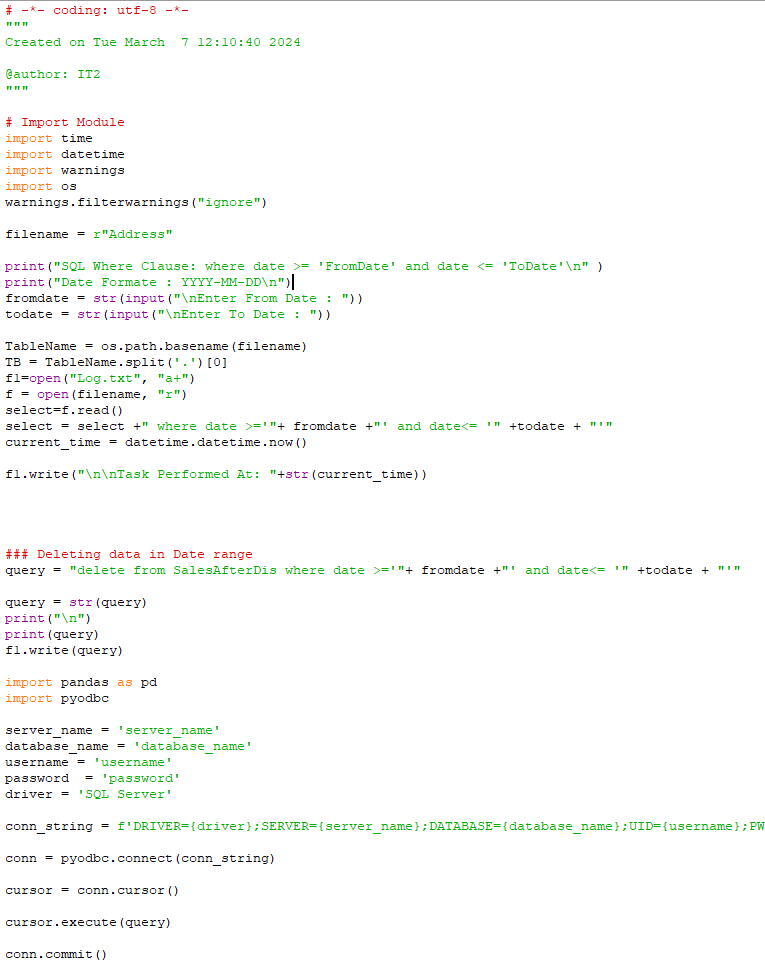 # -*- coding: utf-8 -*-
"""
Created on Tue March  7 12:10:40 2024
@author: IT2
"""
# Import Module
import time
import datetime
import warnings
import os
warnings.filterwarnings("ignore")
filename = r"Address"
print("SQL Where Clause: where date >= 'FromDate' and date <= 'ToDate'\n" )
print("Date Formate : YYYY-MM-DD\n")
fromdate = str(input("\nEnter From Date : "))
todate = str(input("\nEnter To Date : "))
TableName = os.path.basename(filename)
TB = TableName.split('.')[0]
f1=open("Log.txt", "a+")
f = open(filename, "r")
select=f.read()
select = select +" where date >='"+ fromdate +"' and date<= '" +todate + "'"
current_time = datetime.datetime.now()
f1.write("\n\nTask Performed At: "+str(current_time))
### Deleting data in Date range
query = "delete from SalesAfterDis where date >='"+ fromdate +"' and date<= '" +todate + "'"
query = str(query)
print("\n")
print(query)
f1.write(query)
import pandas as pd
import pyodbc
server_name = 'server_name'
database_name = 'database_name'
username = 'username'
password  = 'password'
driver = 'SQL Server'
conn_string = f'DRIVER={driver};SERVER={server_name};DATABASE={database_name};UID={username};PW
conn = pyodbc.connect(conn_string)
cursor = conn.cursor()
cursor.execute(query)
conn.commit()